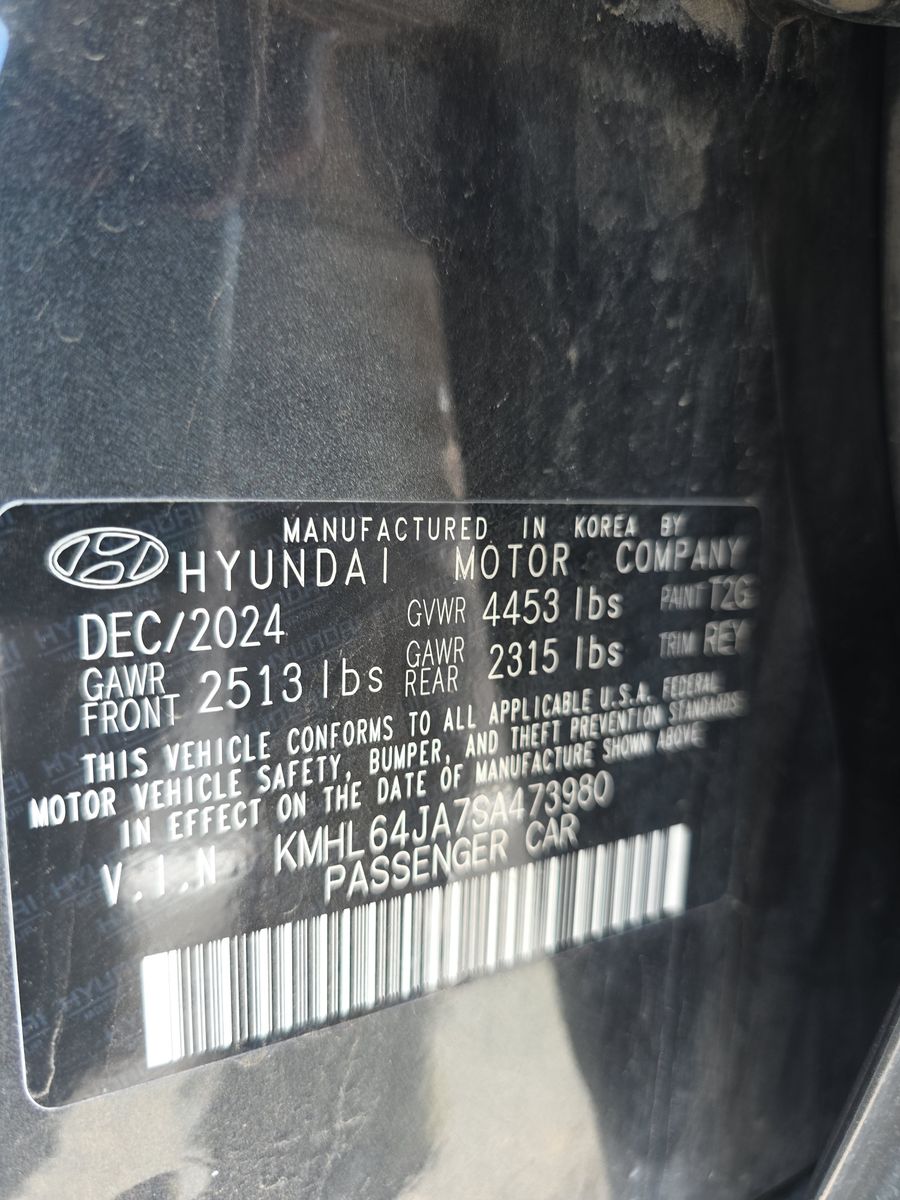 MANUFACTURED IN KOREA BY
HYUNDAI MOTOR COMPANY
DEC/2024 GVWR 4453 lbs PAINT T2G
GAWR FRONT 2513 lbs GAWR REAR 2315 lbs TRIM REY
THIS VEHICLE CONFORMS TO ALL APPLICABLE U.S.A. FEDERAL
MOTOR VEHICLE SAFETY, BUMPER, AND THEFT PREVENTION STANDARDS
IN EFFECT ON THE DATE OF MANUFACTURE SHOWN ABOVE
V.I.N KMHL64JA7SA473980
PASSENGER CAR